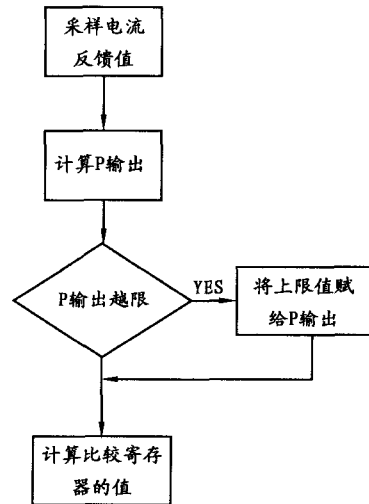 采样电流
反馈值
计算P输出
P输出越限
YES
将上限值赋
给P输出
计算比较寄存
器的值